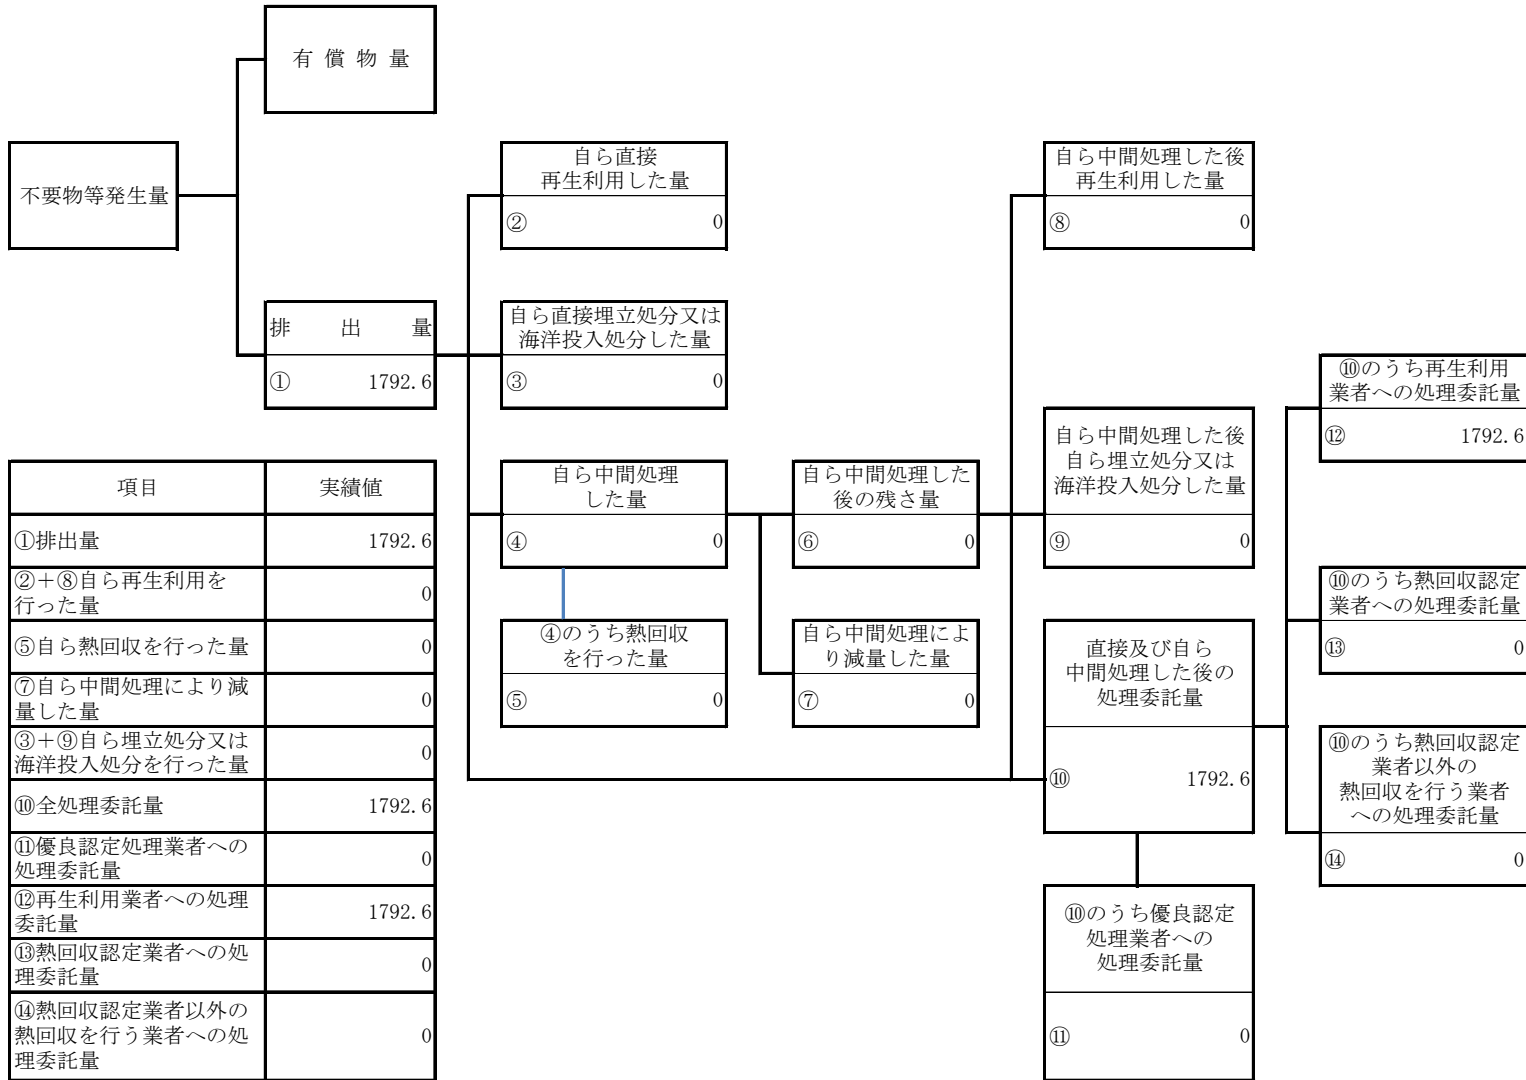 有償物量
不要物等発生量
排出量
① 1792.6
自ら直接
再生利用した量
② 0
自ら直接埋立処分又は
海洋投入処分した量
③ 0
自ら中間処理
した量
④ 0
④のうち熱回収
を行った量
⑤ 0
自ら中間処理した
後の残さ量
⑥ 0
自ら中間処理によ
り減量した量
⑦ 0
自ら中間処理した後
再生利用した量
⑧ 0
自ら中間処理した後
自ら埋立処分又は
海洋投入処分した量
⑨ 0
直接及び自ら
中間処理した後の
処理委託量
⑩ 1792.6
⑩のうち優良認定
処理業者への
処理委託量
⑪ 0
⑩のうち再生利用
業者への処理委託量
⑫ 1792.6
⑩のうち熱回収認定
業者への処理委託量
⑬ 0
⑩のうち熱回収認定
業者以外の
熱回収を行う業者
への処理委託量
⑭ 0
項目 実績値
①排出量 1792.6
②＋⑧自ら再生利用を
行った量 0
⑤自ら熱回収を行った量 0
⑦自ら中間処理により減
量した量 0
③＋⑨自ら埋立処分又は
海洋投入処分を行った量 0
⑩全処理委託量 1792.6
⑪優良認定処理業者への
処理委託量 0
⑫再生利用業者への処理
委託量 1792.6
⑬熱回収認定業者への処
理委託量 0
⑭熱回収認定業者以外の
熱回収を行う業者への処
理委託量 0